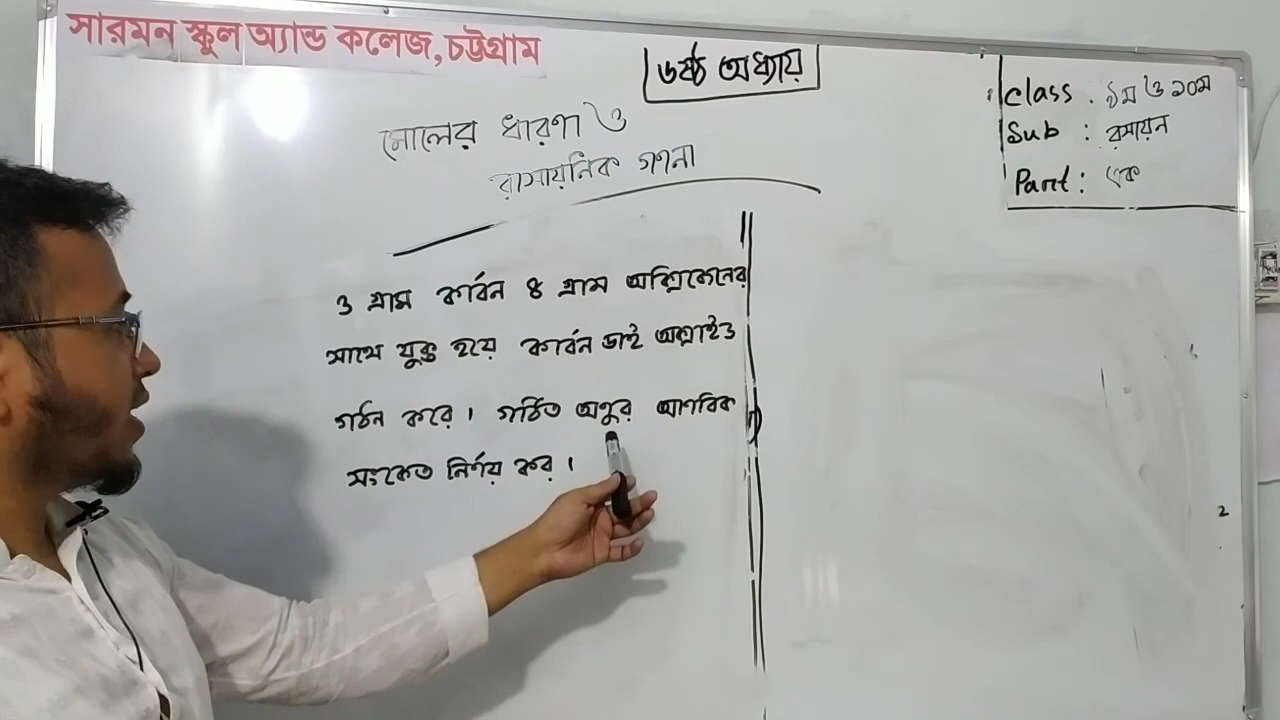 সারমন স্কুল অ্যান্ড কলেজ,চট্টগ্রাম
৬ষ্ঠ অধ্যায়
Class . ৯ম ও ১০ম
Sub : রসায়ন
Part : এক
মোলের ধারণা ও
রাসায়নিক গণনা
৩ গ্রাম কার্বন ৪ গ্রাম অক্সিজেনের
সাথে যুক্ত হয়ে কার্বন ডাই অক্সাইড
গঠন করে। গঠিত অণুর আণবিক
সংকেত নির্ণয় কর।
2